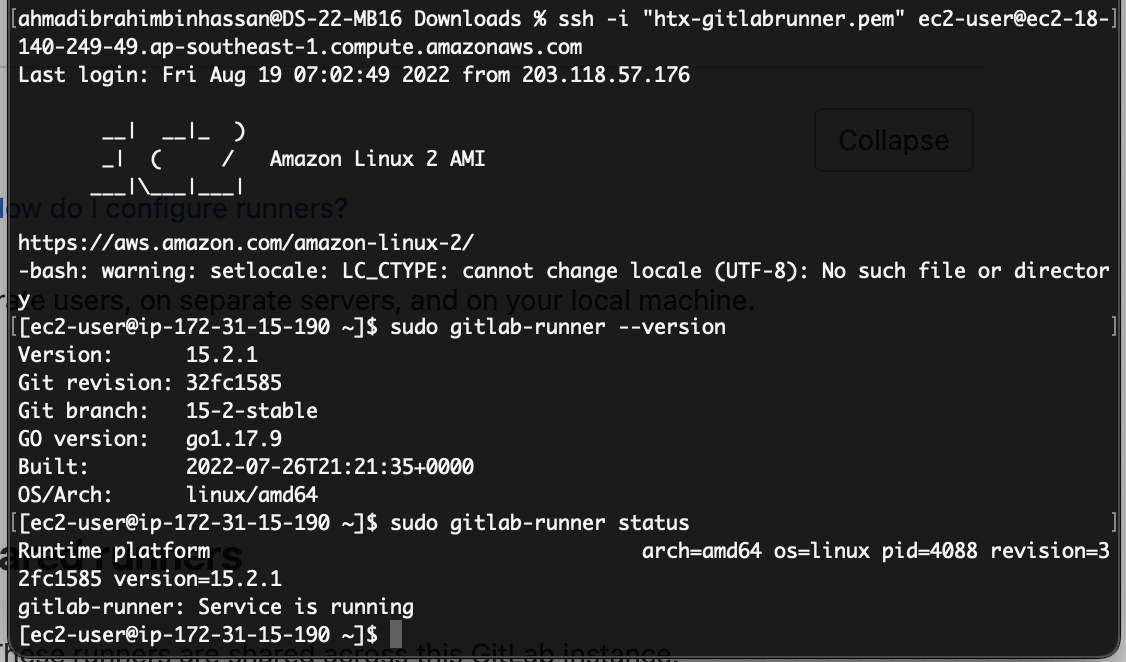 [ahmadibrahimbinhassan@DS-22-MB16 Downloads % ssh -i "htx-gitlabrunner.pem" ec2-user@ec2-18-]
140-249-49.ap-southeast-1.compute.amazonaws.com
Last login: Fri Aug 19 07:02:49 2022 from 203.118.57.176
       __|  __|_  )
Collapse
       _|  (     /   Amazon Linux 2 AMI
      ___|\___|___|
ow do I configure runners?
https://aws.amazon.com/amazon-linux-2/
-bash: warning: setlocale: LC_CTYPE: cannot change locale (UTF-8): No such file or director
y
rate users, on separate servers, and on your local machine.
[[ec2-user@ip-172-31-15-190 ~]$ sudo gitlab-runner --version ]
Version:      15.2.1
Git revision: 32fc1585
Git branch:   15-2-stable
GO version:   go1.17.9
Built:        2022-07-26T21:21:35+0000
OS/Arch:      linux/amd64
[[ec2-user@ip-172-31-15-190 ~]$ sudo gitlab-runner status ]
Runtime platform                                    arch=amd64 os=linux pid=4088 revision=3
ared runners
2fc1585 version=15.2.1
gitlab-runner: Service is running
[ec2-user@ip-172-31-15-190 ~]$
These runners are shared across this GitLab instance.